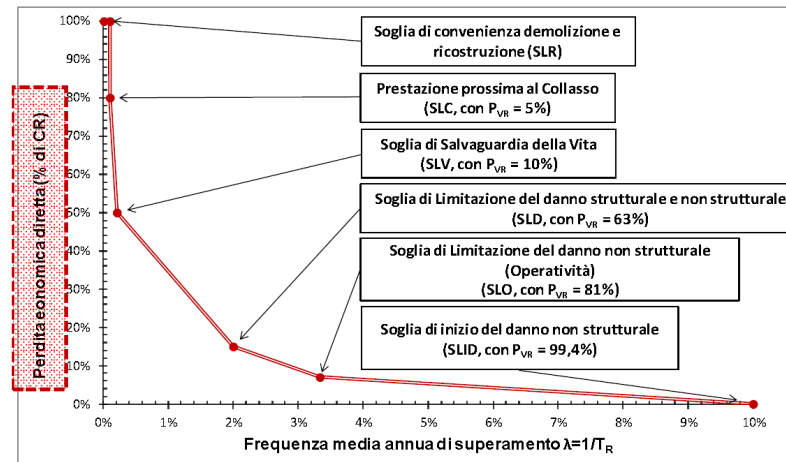 Perdita economica diretta (% di CR)
100%
90%
80%
70%
60%
50%
40%
30%
20%
10%
0%
Soglia di convenienza demolizione e
ricostruzione (SLR)
Prestazione prossima al Collasso
(SLC, con PVR = 5%)
Soglia di Salvaguardia della Vita
(SLV, con PVR = 10%)
Soglia di Limitazione del danno strutturale e non strutturale
(SLD, con PVR = 63%)
Soglia di Limitazione del danno non strutturale
(Operatività)
(SLO, con PVR = 81%)
Soglia di inizio del danno non strutturale
(SLID, con PVR = 99,4%)
0% 1% 2% 3% 4% 5% 6% 7% 8% 9% 10%
Frequenza media annua di superamento λ=1/TR